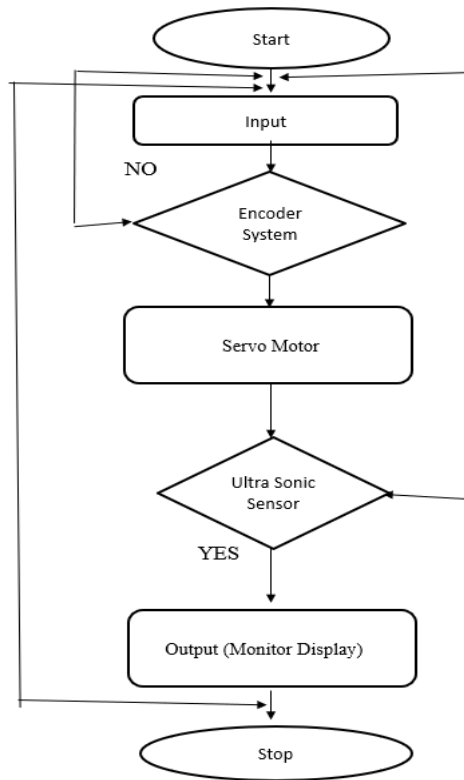 Start
Input
NO
Encoder
System
Servo Motor
Ultra Sonic
Sensor
YES
Output (Monitor Display)
Stop